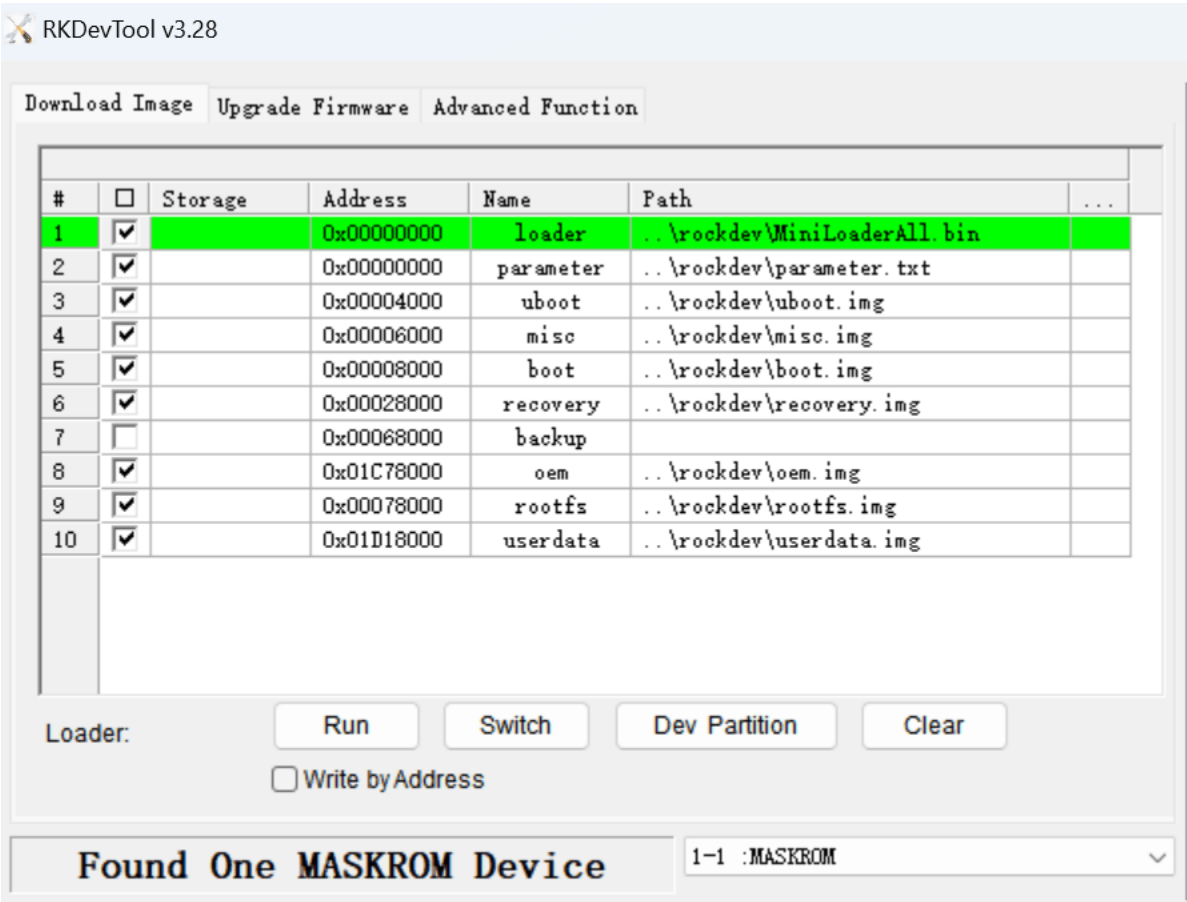 RKDevTool v3.28
Download Image Upgrade Firmware Advanced Function
# Storage Address Name Path ...
1 0x00000000 loader ..\rockdev\MiniLoaderAll.bin
2 0x00000000 parameter ..\rockdev\parameter.txt
3 0x00004000 uboot ..\rockdev\uboot.img
4 0x00006000 misc ..\rockdev\misc.img
5 0x00008000 boot ..\rockdev\boot.img
6 0x00028000 recovery ..\rockdev\recovery.img
7 0x00068000 backup
8 0x01C78000 oem ..\rockdev\oem.img
9 0x00078000 rootfs ..\rockdev\rootfs.img
10 0x01D18000 userdata ..\rockdev\userdata.img
Loader: Run Switch Dev Partition Clear
Write by Address
Found One MASKROM Device 1-1 :MASKROM